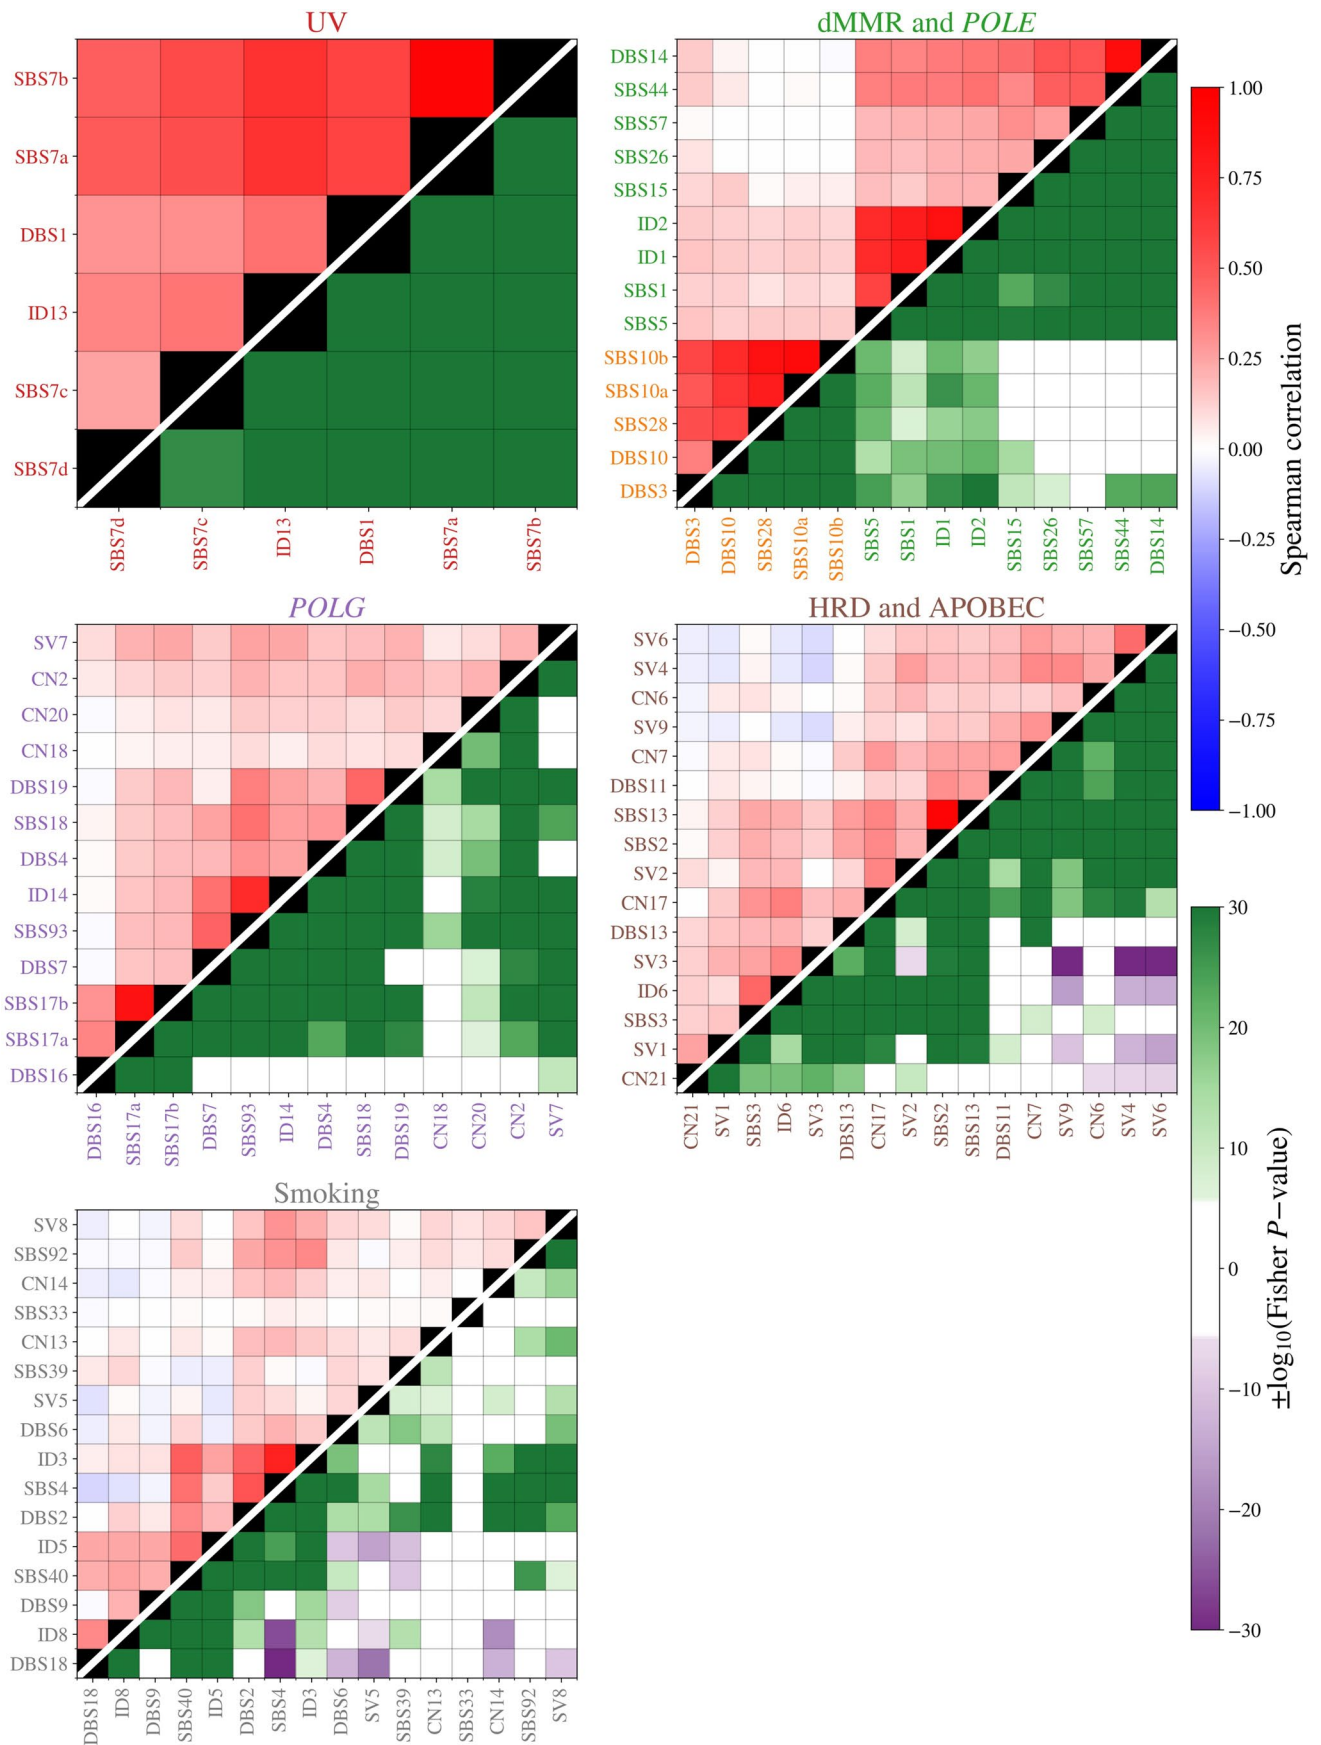 UV
SBS7b
SBS7a
DBS1
ID13
SBS7c
SBS7d
SBS7d
SBS7c
ID13
DBS1
SBS7a
SBS7b
dMMR and POLE
DBS14
SBS44
SBS57
SBS26
SBS15
ID2
ID1
SBS1
SBS5
SBS10b
SBS10a
SBS28
DBS10
DBS3
DBS3
DBS10
SBS28
SBS10a
SBS10b
SBS5
SBS1
ID1
ID2
SBS15
SBS26
SBS57
SBS44
DBS14
1.00
0.75
0.50
0.25
0.00
−0.25
−0.50
−0.75
−1.00
Spearman correlation
POLG
SV7
CN2
CN20
CN18
DBS19
SBS18
DBS4
ID14
SBS93
DBS7
SBS17b
SBS17a
DBS16
DBS16
SBS17a
SBS17b
DBS7
SBS93
ID14
DBS4
SBS18
DBS19
CN18
CN20
CN2
SV7
HRD and APOBEC
SV6
SV4
CN6
SV9
CN7
DBS11
SBS13
SBS2
SV2
CN17
DBS13
SV3
ID6
SBS3
SV1
CN21
CN21
SV1
SBS3
ID6
SV3
DBS13
CN17
SV2
SBS2
SBS13
DBS11
CN7
SV9
CN6
SV4
SV6
30
20
10
0
−10
−20
−30
±log10(Fisher P−value)
Smoking
SV8
SBS92
CN14
SBS33
CN13
SBS39
SV5
DBS6
ID3
SBS4
DBS2
ID5
SBS40
DBS9
ID8
DBS18
DBS18
ID8
DBS9
SBS40
ID5
DBS2
SBS4
ID3
DBS6
SV5
SBS39
CN13
SBS33
CN14
SBS92
SV8